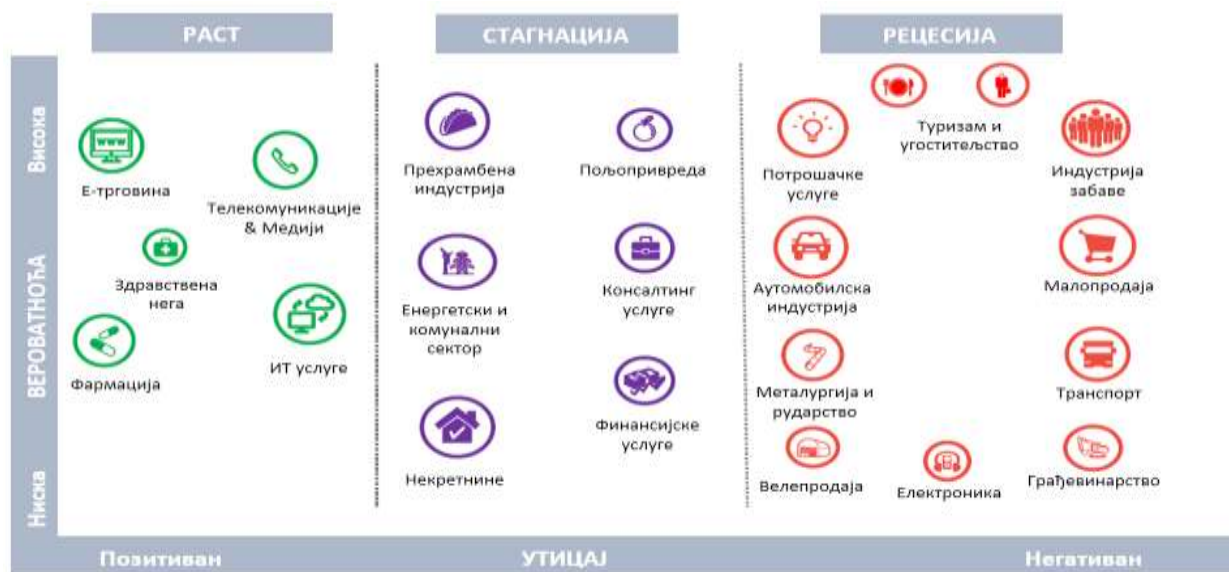 РАСТ
СТАГНАЦИЈА
РЕЦЕСИЈА
Висока
ВЕРОВАТНОЋА
Ниска
www
Е-трговина
Телекомуникације
& Медији
Здравствена
нега
Фармација
ИТ услуге
Прехрамбена
индустрија
Пољопривреда
Енергетски и
комунални
сектор
Консалтинг
услуге
Некретнине
Финансијске
услуге
Потрошачке
услуге
Туризам и
угоститељство
Индустрија
забаве
Аутомобилска
индустрија
Малопродаја
Металургија и
рударство
Транспорт
Велепродаја
Електроника
Грађевинарство
Позитиван
УТИЦАЈ
Негативан